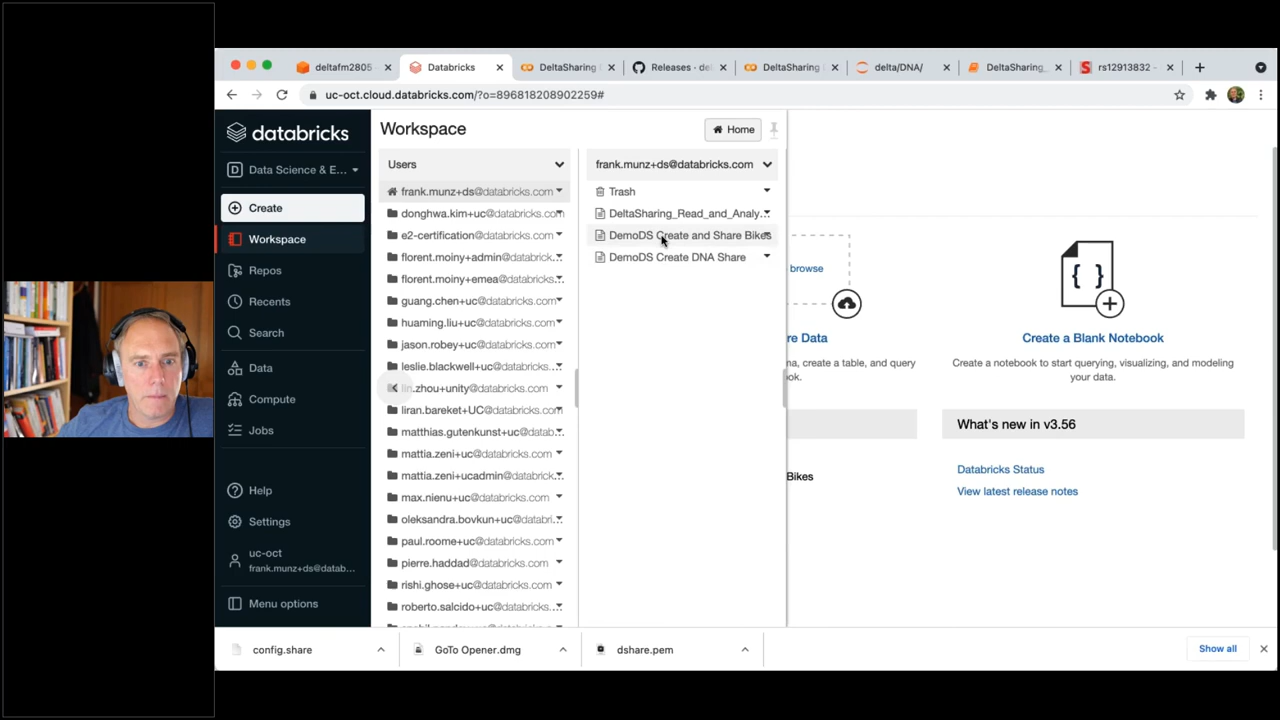 deltafm2805
Databricks
DeltaSharing
Releases - del
DeltaSharing
delta/DNA/
DeltaSharing_
rs12913832 -
uc-oct.cloud.databricks.com/?o=896818208902259#
databricks
Data Science & E...
Create
Workspace
Repos
Recents
Search
Data
Compute
Jobs
Help
Settings
uc-oct
frank.munz+ds@datab...
Menu options
Workspace
Home
Users
frank.munz+ds@databricks.com
donghwa.kim+uc@databricks.com
e2-certification@databricks.com
florent.moiny+admin@databrick...
florent.moiny+emea@databricks...
guang.chen+uc@databricks.com
huaming.liu+uc@databricks.com
jason.robey+uc@databricks.com
leslie.blackwell+uc@databricks...
lin.zhou+unity@databricks.com
liran.bareket+UC@databricks.com
matthias.gutenkunst+uc@datab...
mattia.zeni+uc@databricks.com
mattia.zeni+ucadmin@databrick...
max.nienu+uc@databricks.com
oleksandra.bovkun+uc@databri...
paul.roome+uc@databricks.com
pierre.haddad@databricks.com
rishi.ghose+uc@databricks.com
roberto.salcido+uc@databricks...
frank.munz+ds@databricks.com
Trash
DeltaSharing_Read_and_Analy...
DemoDS Create and Share Bikes
DemoDS Create DNA Share
browse
re Data
ma, create a table, and query
ok.
Bikes
Create a Blank Notebook
Create a notebook to start querying, visualizing, and modeling
your data.
What's new in v3.56
Databricks Status
View latest release notes
config.share
GoTo Opener.dmg
dshare.pem
Show all